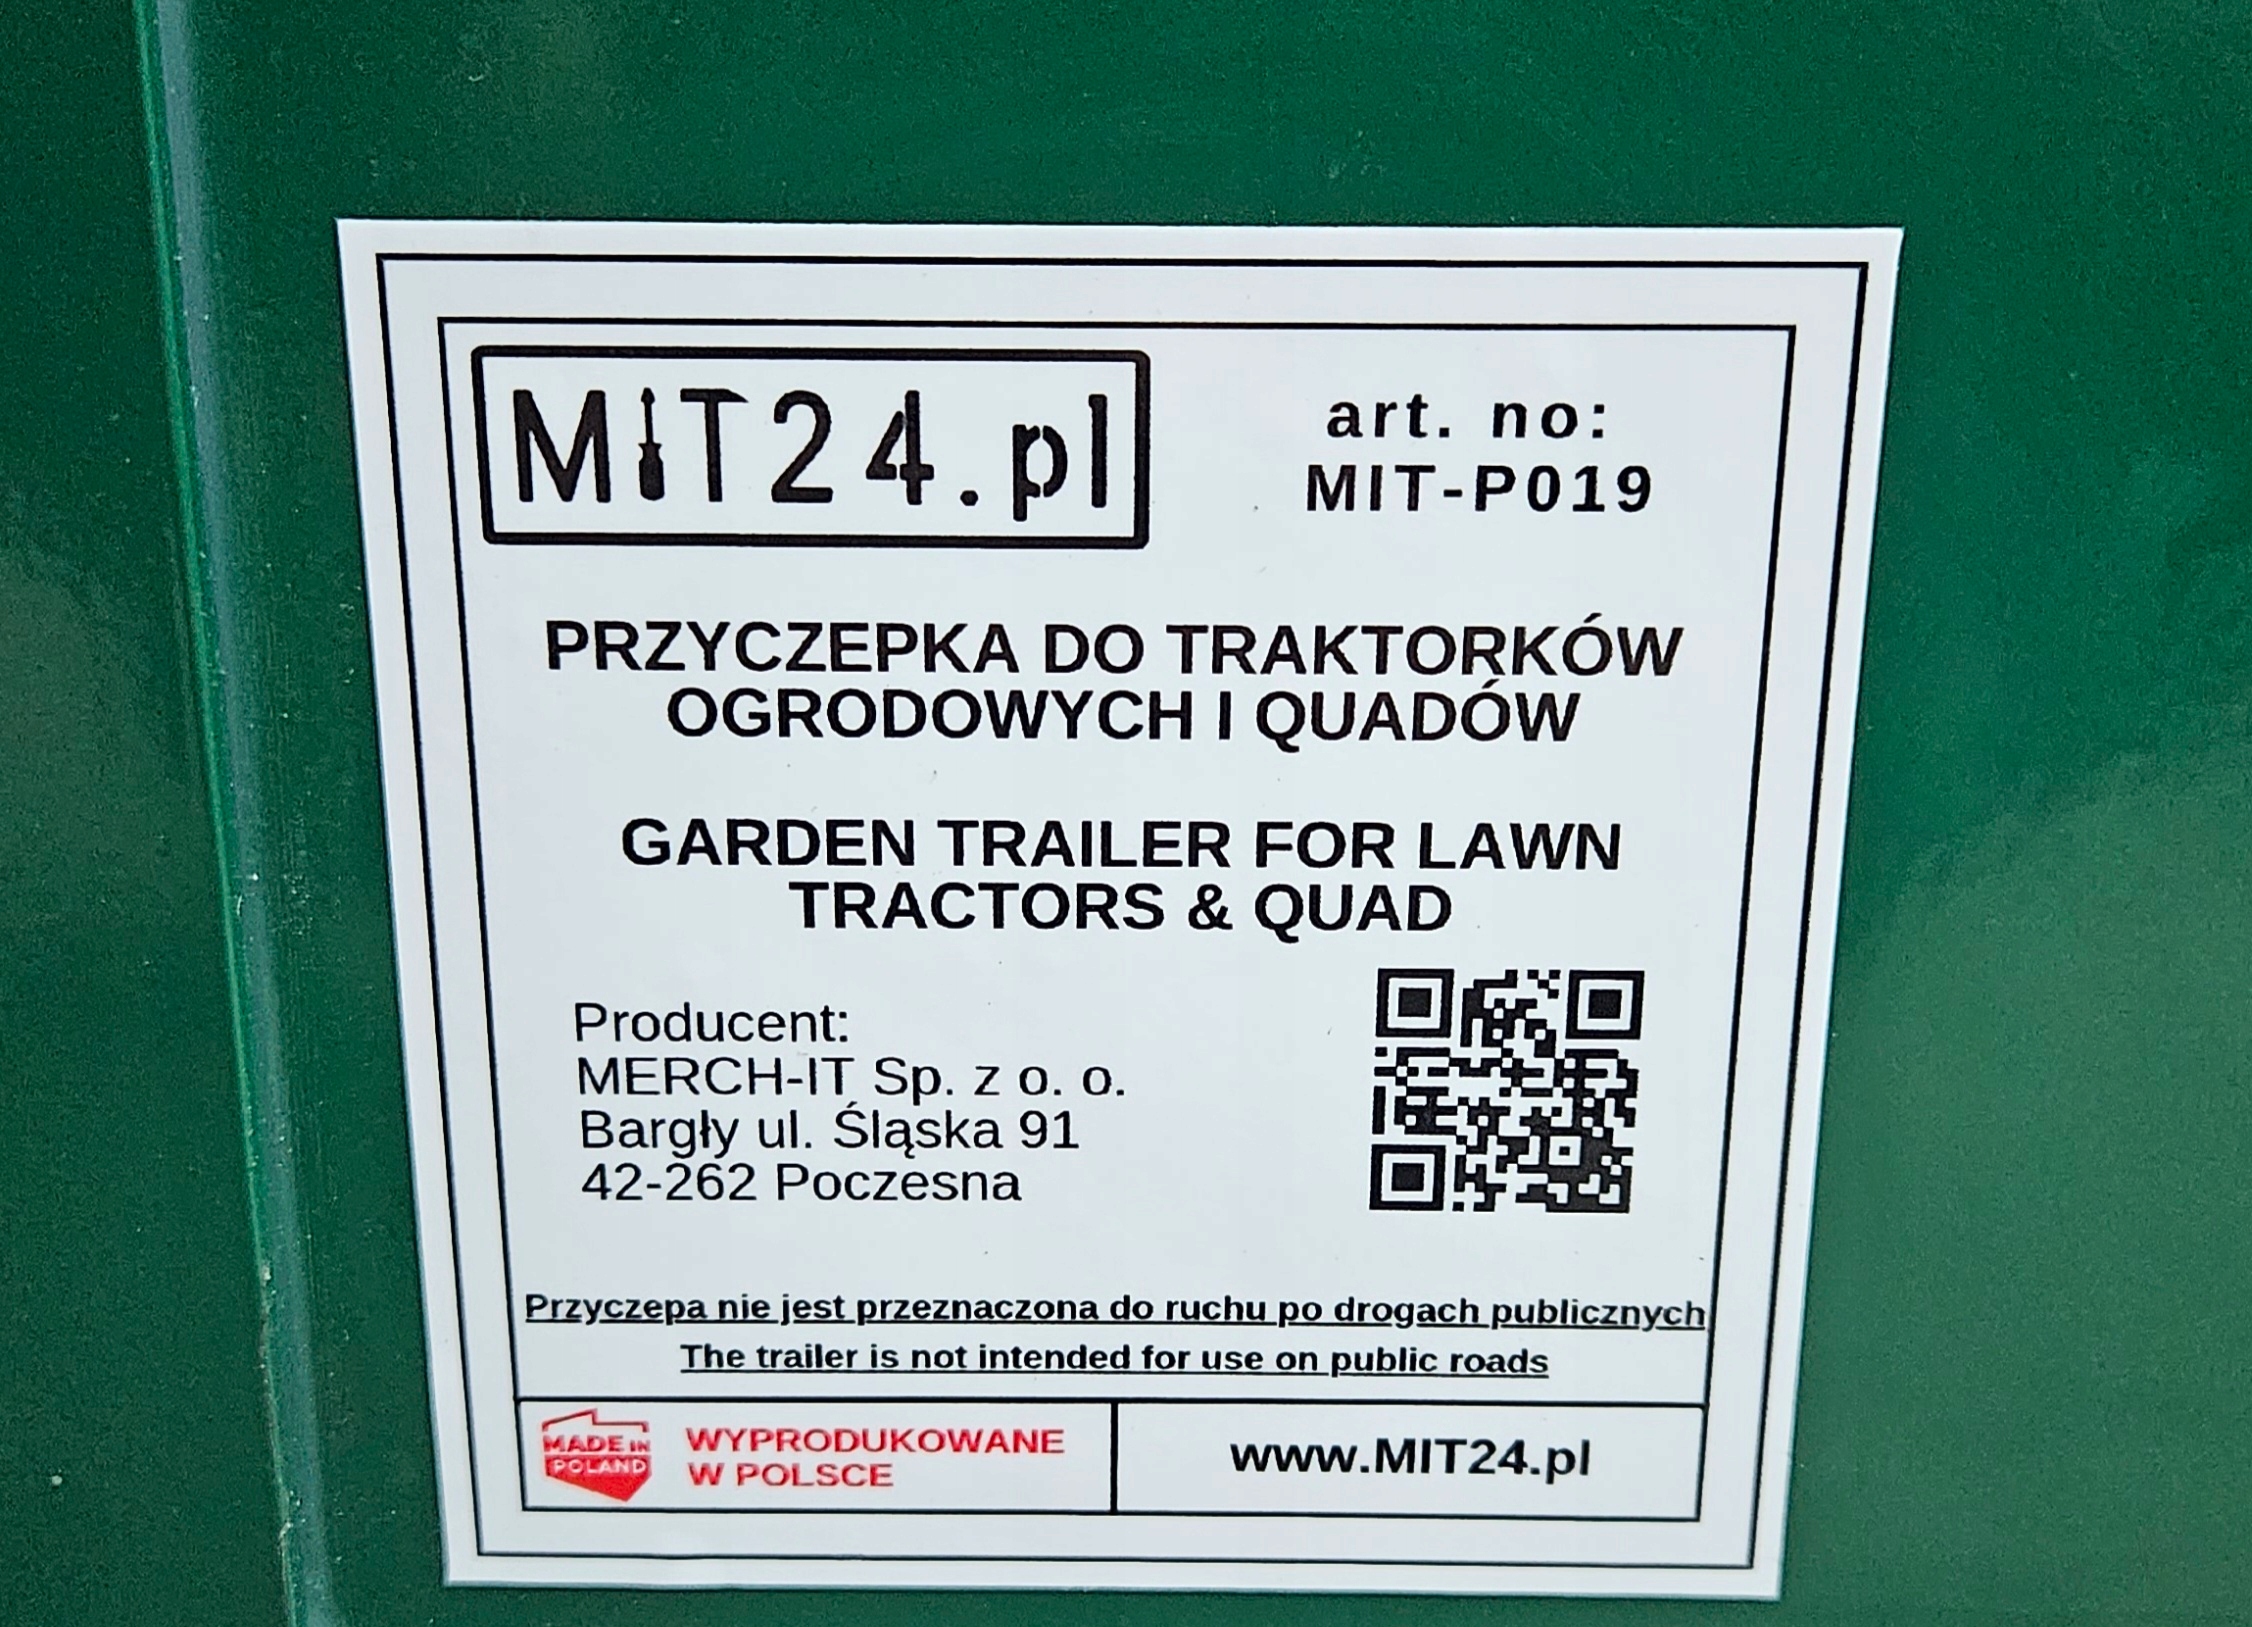 MiT24.pl
art. no:
MIT-P019
PRZYCZEPKA DO TRAKTORKÓW
OGRODOWYCH I QUADÓW
GARDEN TRAILER FOR LAWN
TRACTORS & QUAD
Producent:
MERCH-IT Sp. z o. o.
Bargły ul. Śląska 91
42-262 Poczesna
Przyczepa nie jest przeznaczona do ruchu po drogach publicznych
The trailer is not intended for use on public roads
MADE IN
POLAND
WYPRODUKOWANE
W POLSCE
www.MIT24.pl